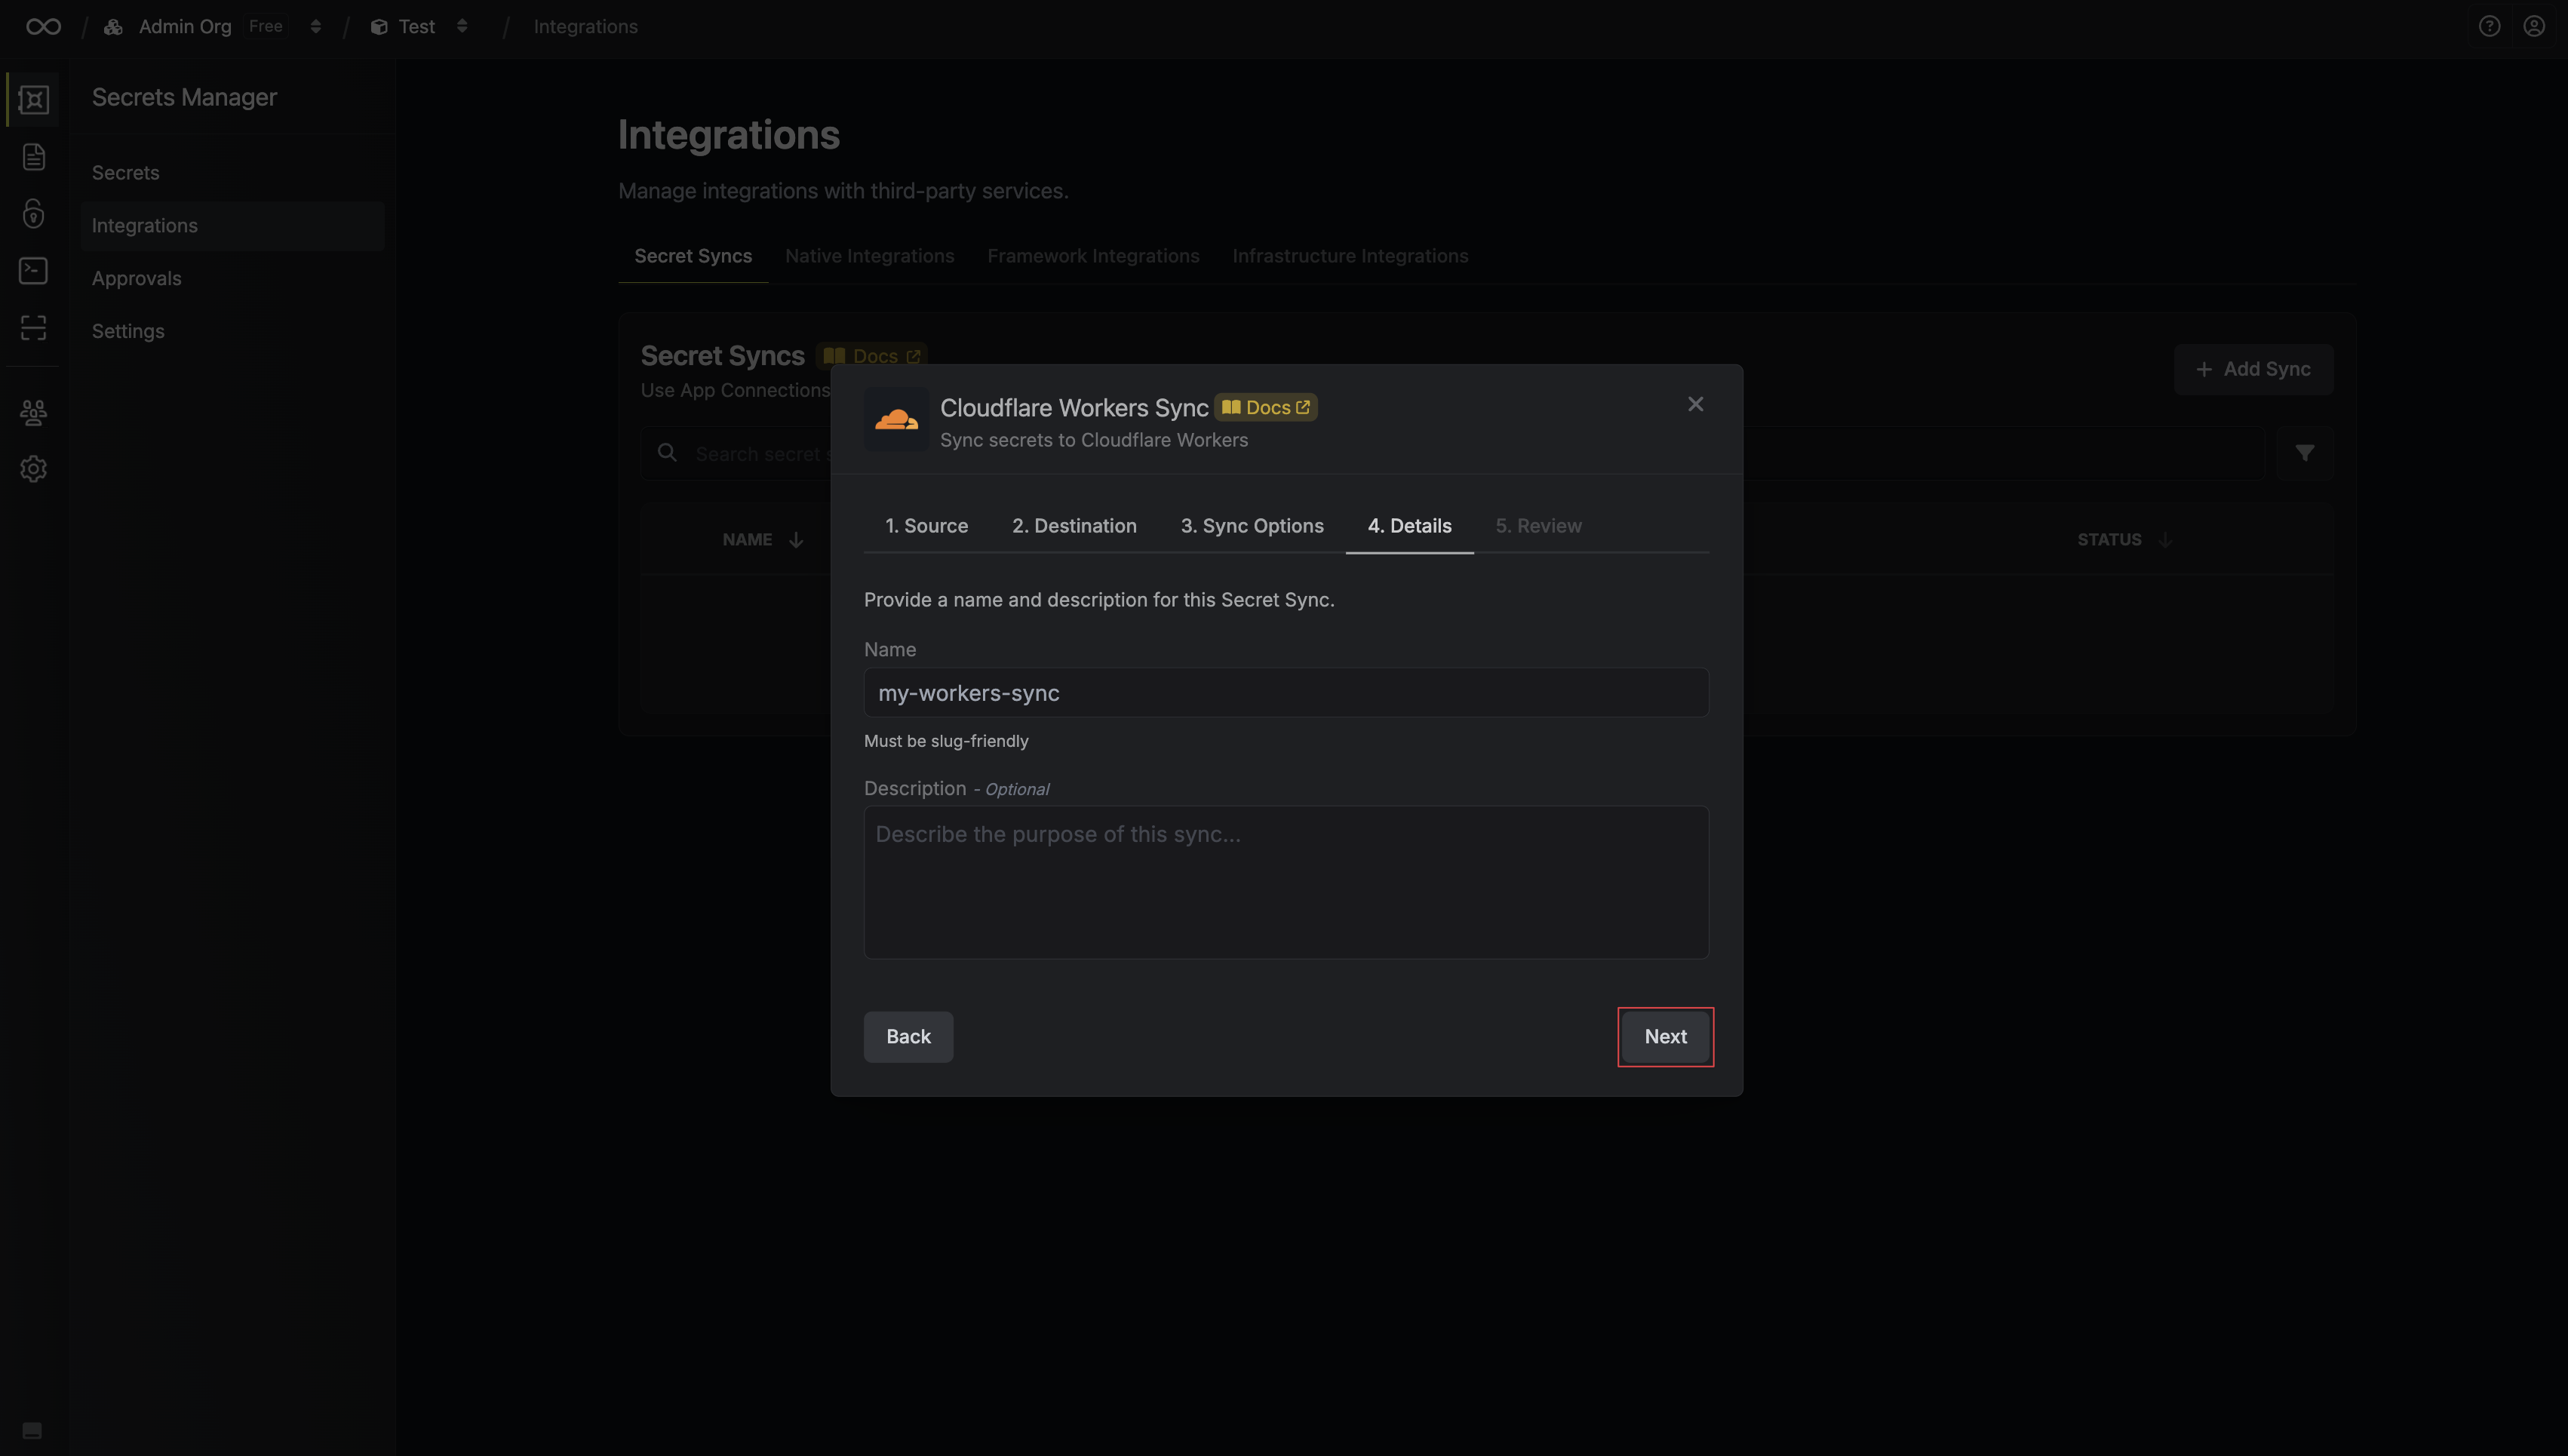 Admin Org Free
Test
Integrations
Secrets Manager
Secrets
Integrations
Approvals
Settings
Integrations
Manage integrations with third-party services.
Secret Syncs
Native Integrations
Framework Integrations
Infrastructure Integrations
Secret Syncs Docs
Use App Connections
Add Sync
Search secret s
NAME
STATUS
Cloudflare Workers Sync Docs
Sync secrets to Cloudflare Workers
1. Source
2. Destination
3. Sync Options
4. Details
5. Review
Provide a name and description for this Secret Sync.
Name
my-workers-sync
Must be slug-friendly
Description - Optional
Describe the purpose of this sync...
Back
Next